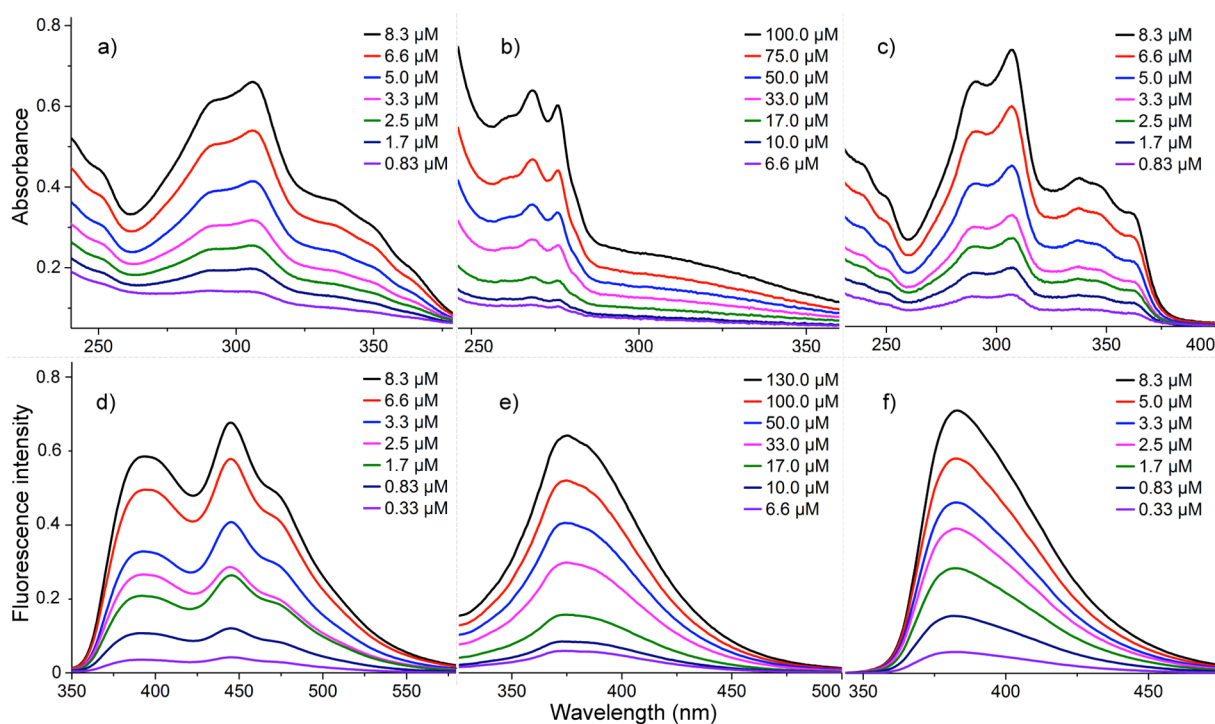 Absorbance
0.8
0.6
0.4
0.2
a)
8.3 µM
6.6 µM
5.0 µM
3.3 µM
2.5 µM
1.7 µM
0.83 µM
250
300
350
b)
100.0 µM
75.0 µM
50.0 µM
33.0 µM
17.0 µM
10.0 µM
6.6 µM
250
300
350
c)
8.3 µM
6.6 µM
5.0 µM
3.3 µM
2.5 µM
1.7 µM
0.83 µM
250
300
350
400
Fluorescence intensity
0.8
0.6
0.4
0.2
0
d)
8.3 µM
6.6 µM
3.3 µM
2.5 µM
1.7 µM
0.83 µM
0.33 µM
350
400
450
500
550
e)
130.0 µM
100.0 µM
50.0 µM
33.0 µM
17.0 µM
10.0 µM
6.6 µM
350
400
450
500
f)
8.3 µM
5.0 µM
3.3 µM
2.5 µM
1.7 µM
0.83 µM
0.33 µM
350
400
450
Wavelength (nm)